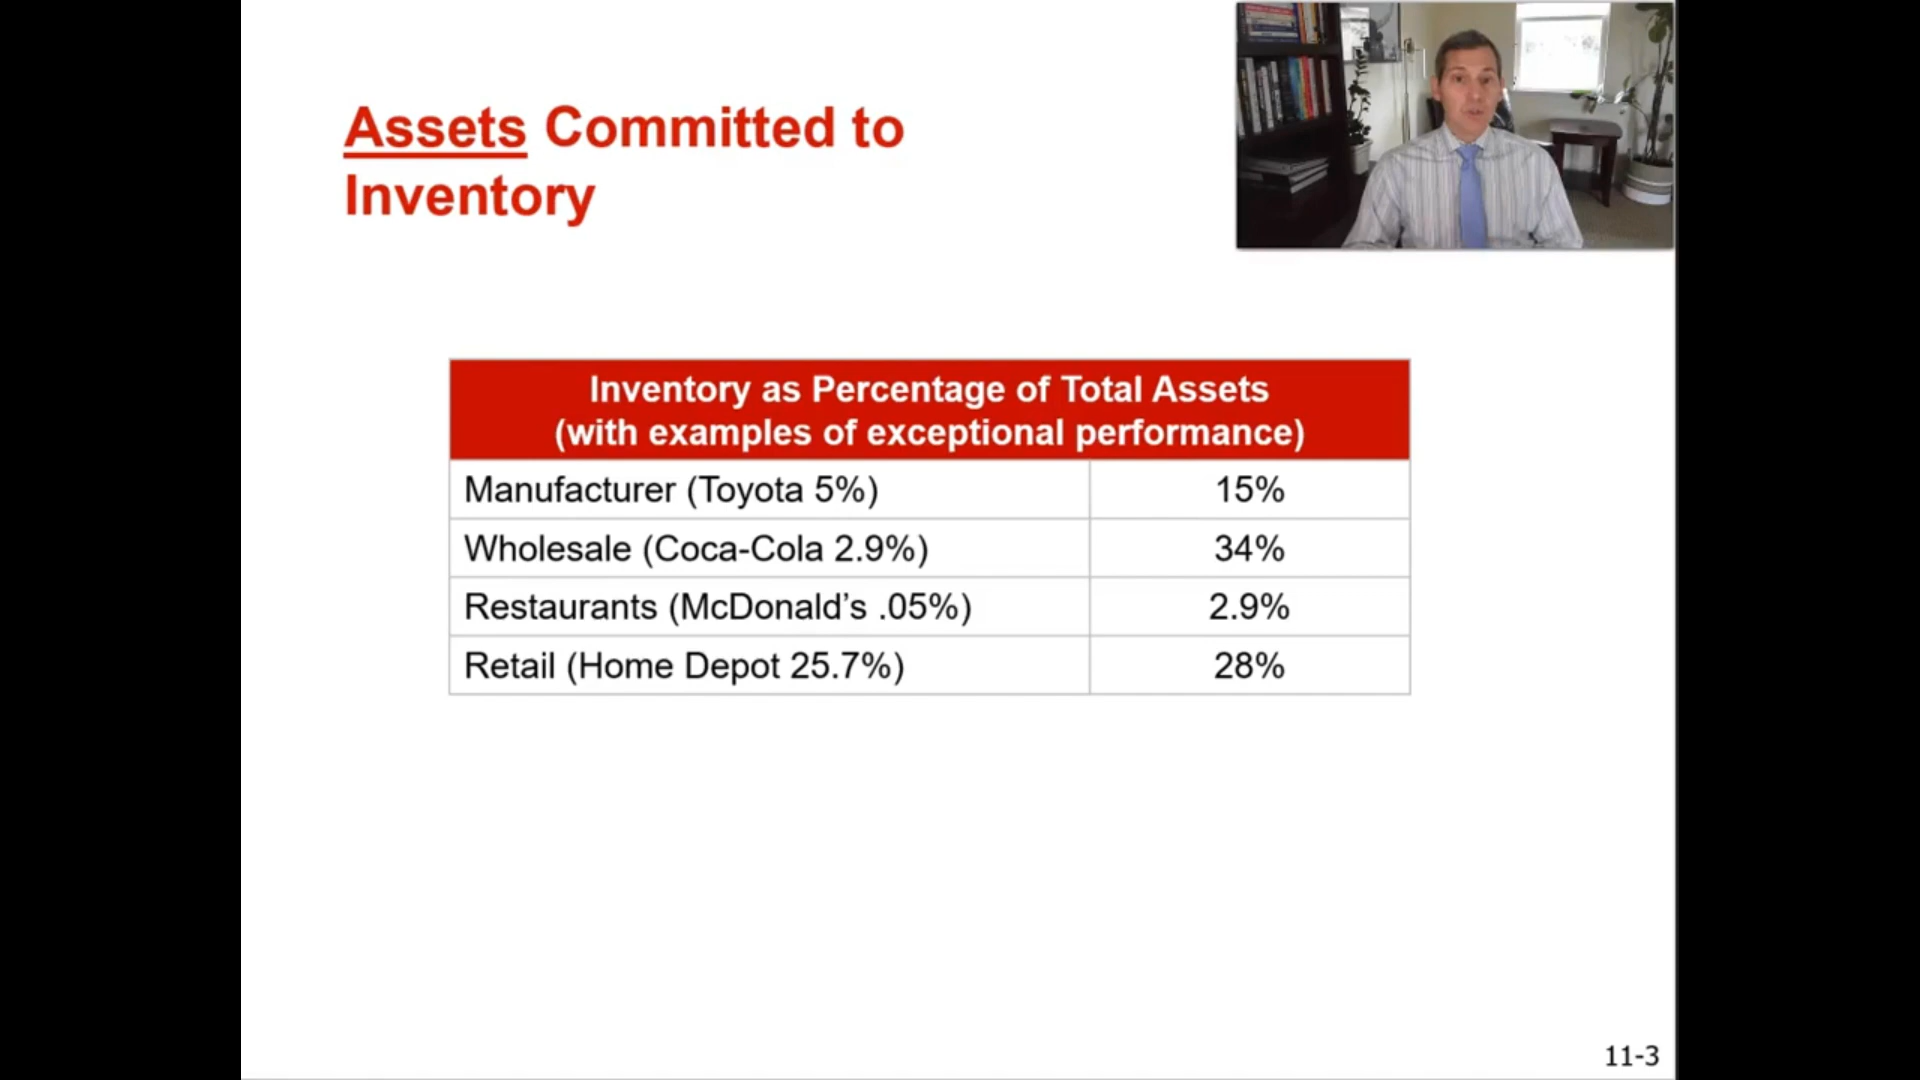 Assets Committed to
Inventory
Inventory as Percentage of Total Assets
(with examples of exceptional performance)
Manufacturer (Toyota 5%) 15%
Wholesale (Coca-Cola 2.9%) 34%
Restaurants (McDonald’s .05%) 2.9%
Retail (Home Depot 25.7%) 28%
11-3